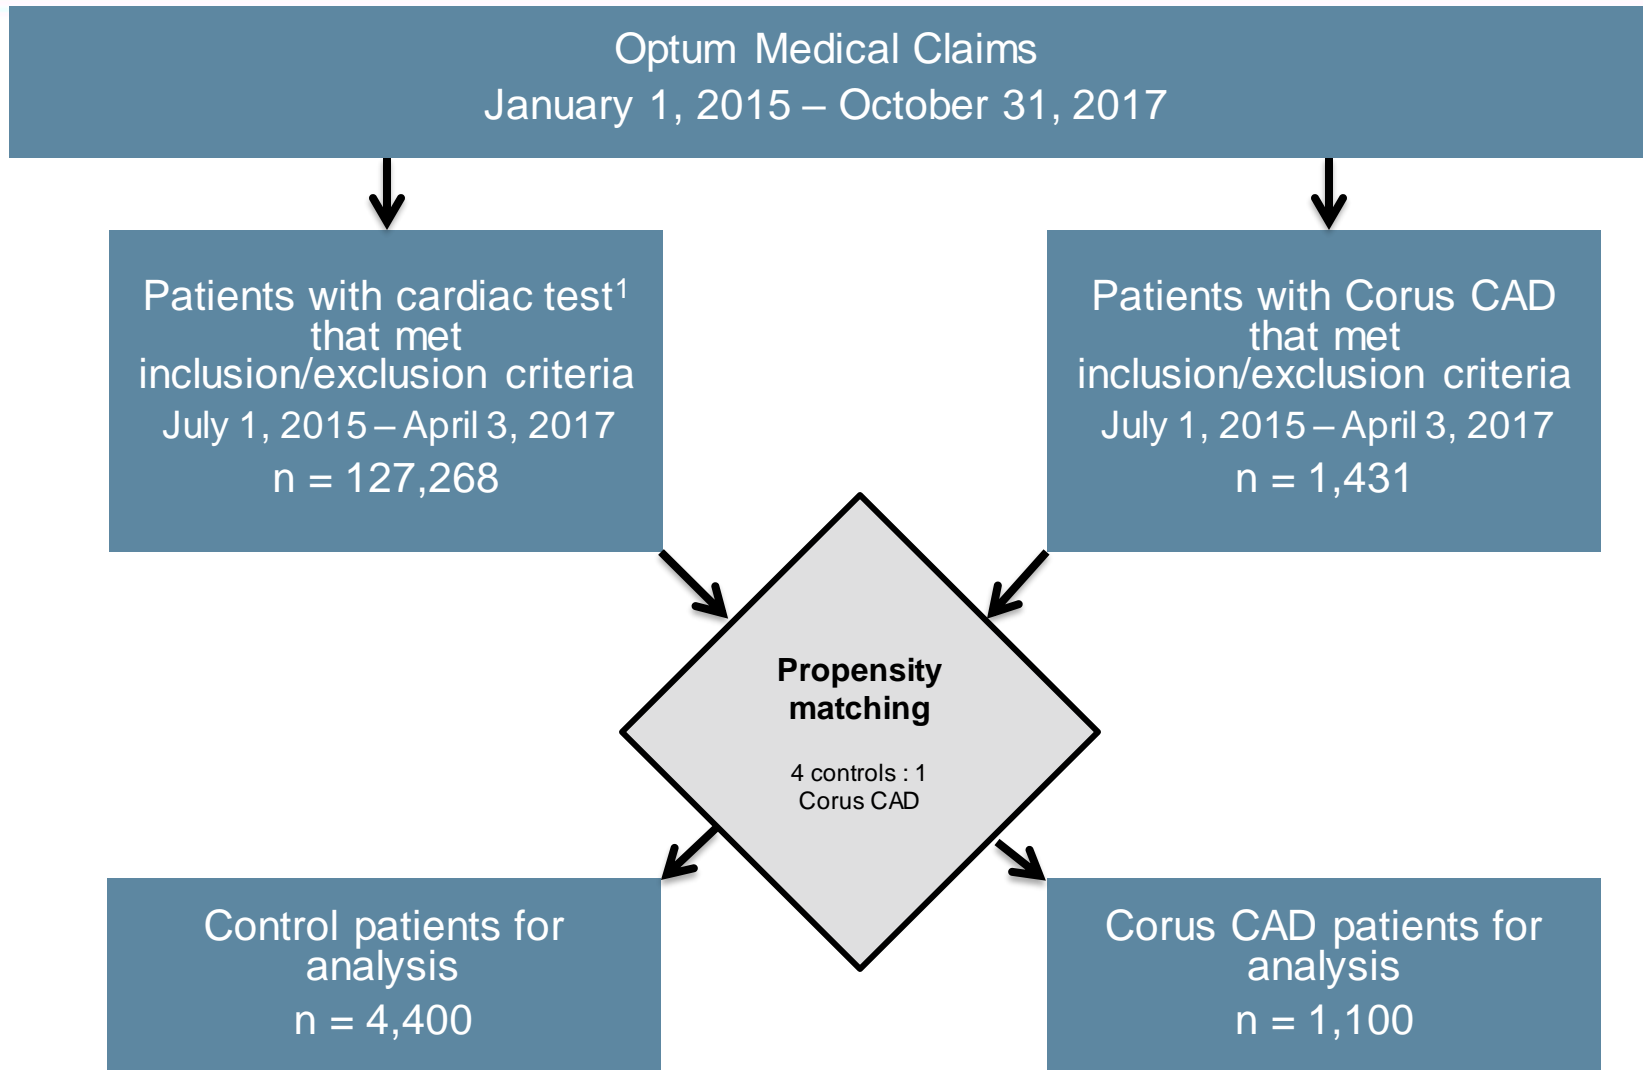 Optum Medical Claims
January 1, 2015 – October 31, 2017
Patients with cardiac test¹
that met
inclusion/exclusion criteria
July 1, 2015 – April 3, 2017
n = 127,268
Patients with Corus CAD
that met
inclusion/exclusion criteria
July 1, 2015 – April 3, 2017
n = 1,431
Propensity
matching
4 controls : 1
Corus CAD
Control patients for
analysis
n = 4,400
Corus CAD patients for
analysis
n = 1,100